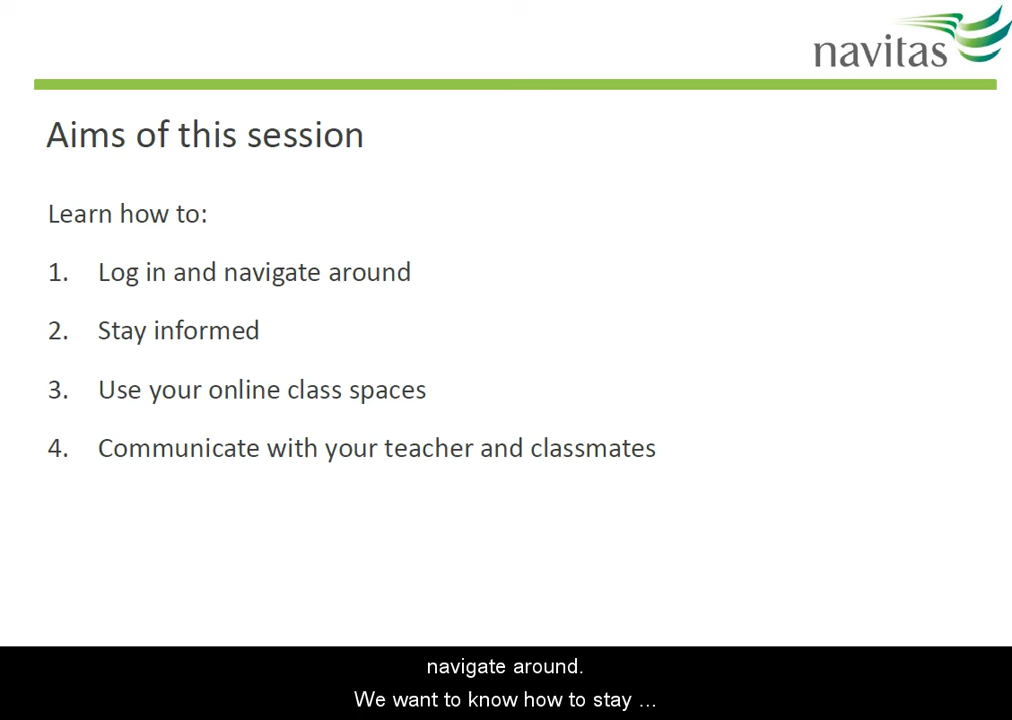 navitas
Aims of this session
Learn how to:
1. Log in and navigate around
2. Stay informed
3. Use your online class spaces
4. Communicate with your teacher and classmates
navigate around.
We want to know how to stay ...